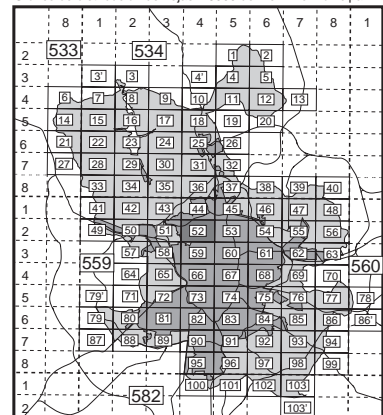 8 1 2 3 4 5 6 7 8 1
2 533 534 1 2
3 3' 3 4' 4 5
4 6 7 8 9 10 11 12 13
5 14 15 16 17 18 19 20
6 21 22 23 24 25 26
7 27 28 29 30 31 32
8 33 34 35 36 37 38 39 40
1 41 42 43 44 45 46 47 48
2 49 50 51 52 53 54 55 56
3 559 57 58 59 60 61 62 63 560
4 64 65 66 67 68 69 70
5 79' 71 72 73 74 75 76 77 78
6 79 80 81 82 83 84 85 86 86'
7 87 88 89 90 91 92 93 94
8 95 96 97 98 99
1 582 100 101 102 103
2 103'